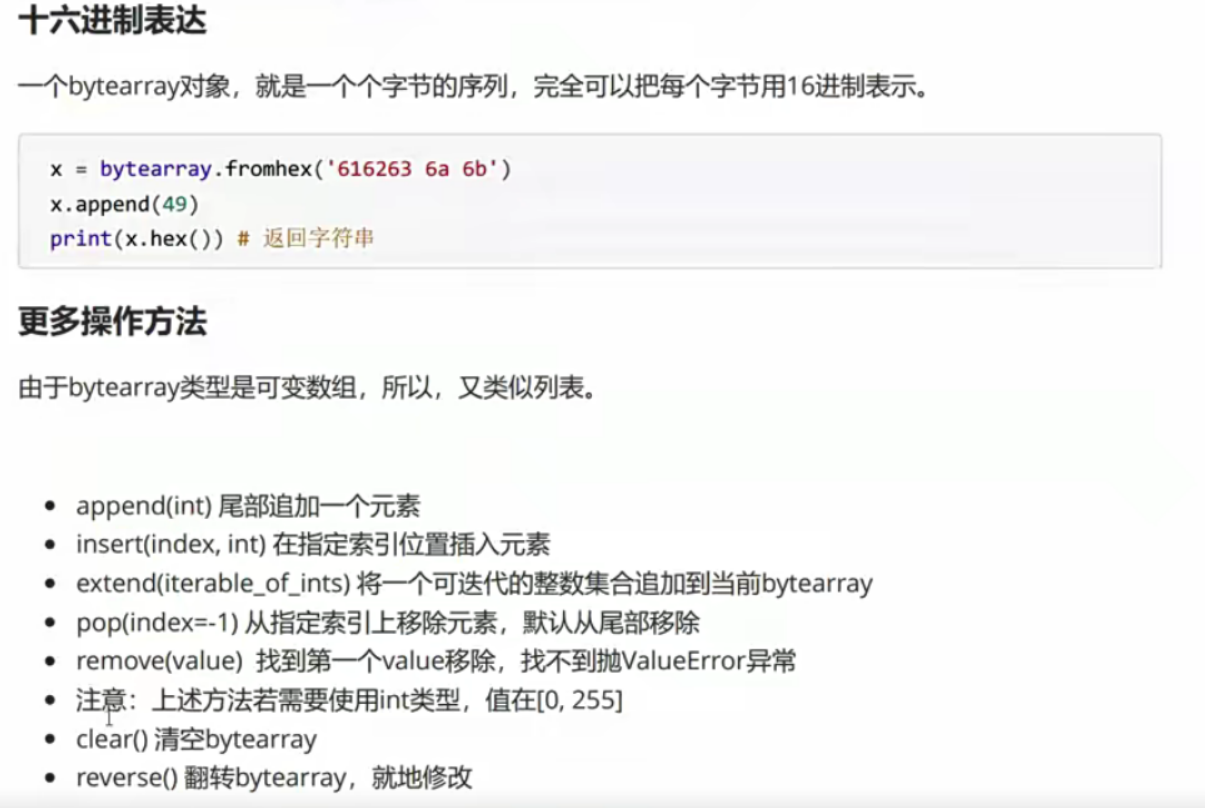 十六进制表达
一个bytearray对象，就是一个个字节的序列，完全可以把每个字节用16进制表示。
x = bytearray.fromhex('616263 6a 6b')
x.append(49)
print(x.hex()) # 返回字符串
更多操作方法
由于bytearray类型是可变数组，所以，又类似列表。
• append(int) 尾部追加一个元素
• insert(index, int) 在指定索引位置插入元素
• extend(iterable_of_ints) 将一个可迭代的整数集合追加到当前bytearray
• pop(index=-1) 从指定索引上移除元素，默认从尾部移除
• remove(value) 找到第一个value移除，找不到抛ValueError异常
• 注意：上述方法若需要使用int类型，值在[0, 255]
• clear() 清空bytearray
• reverse() 翻转bytearray，就地修改